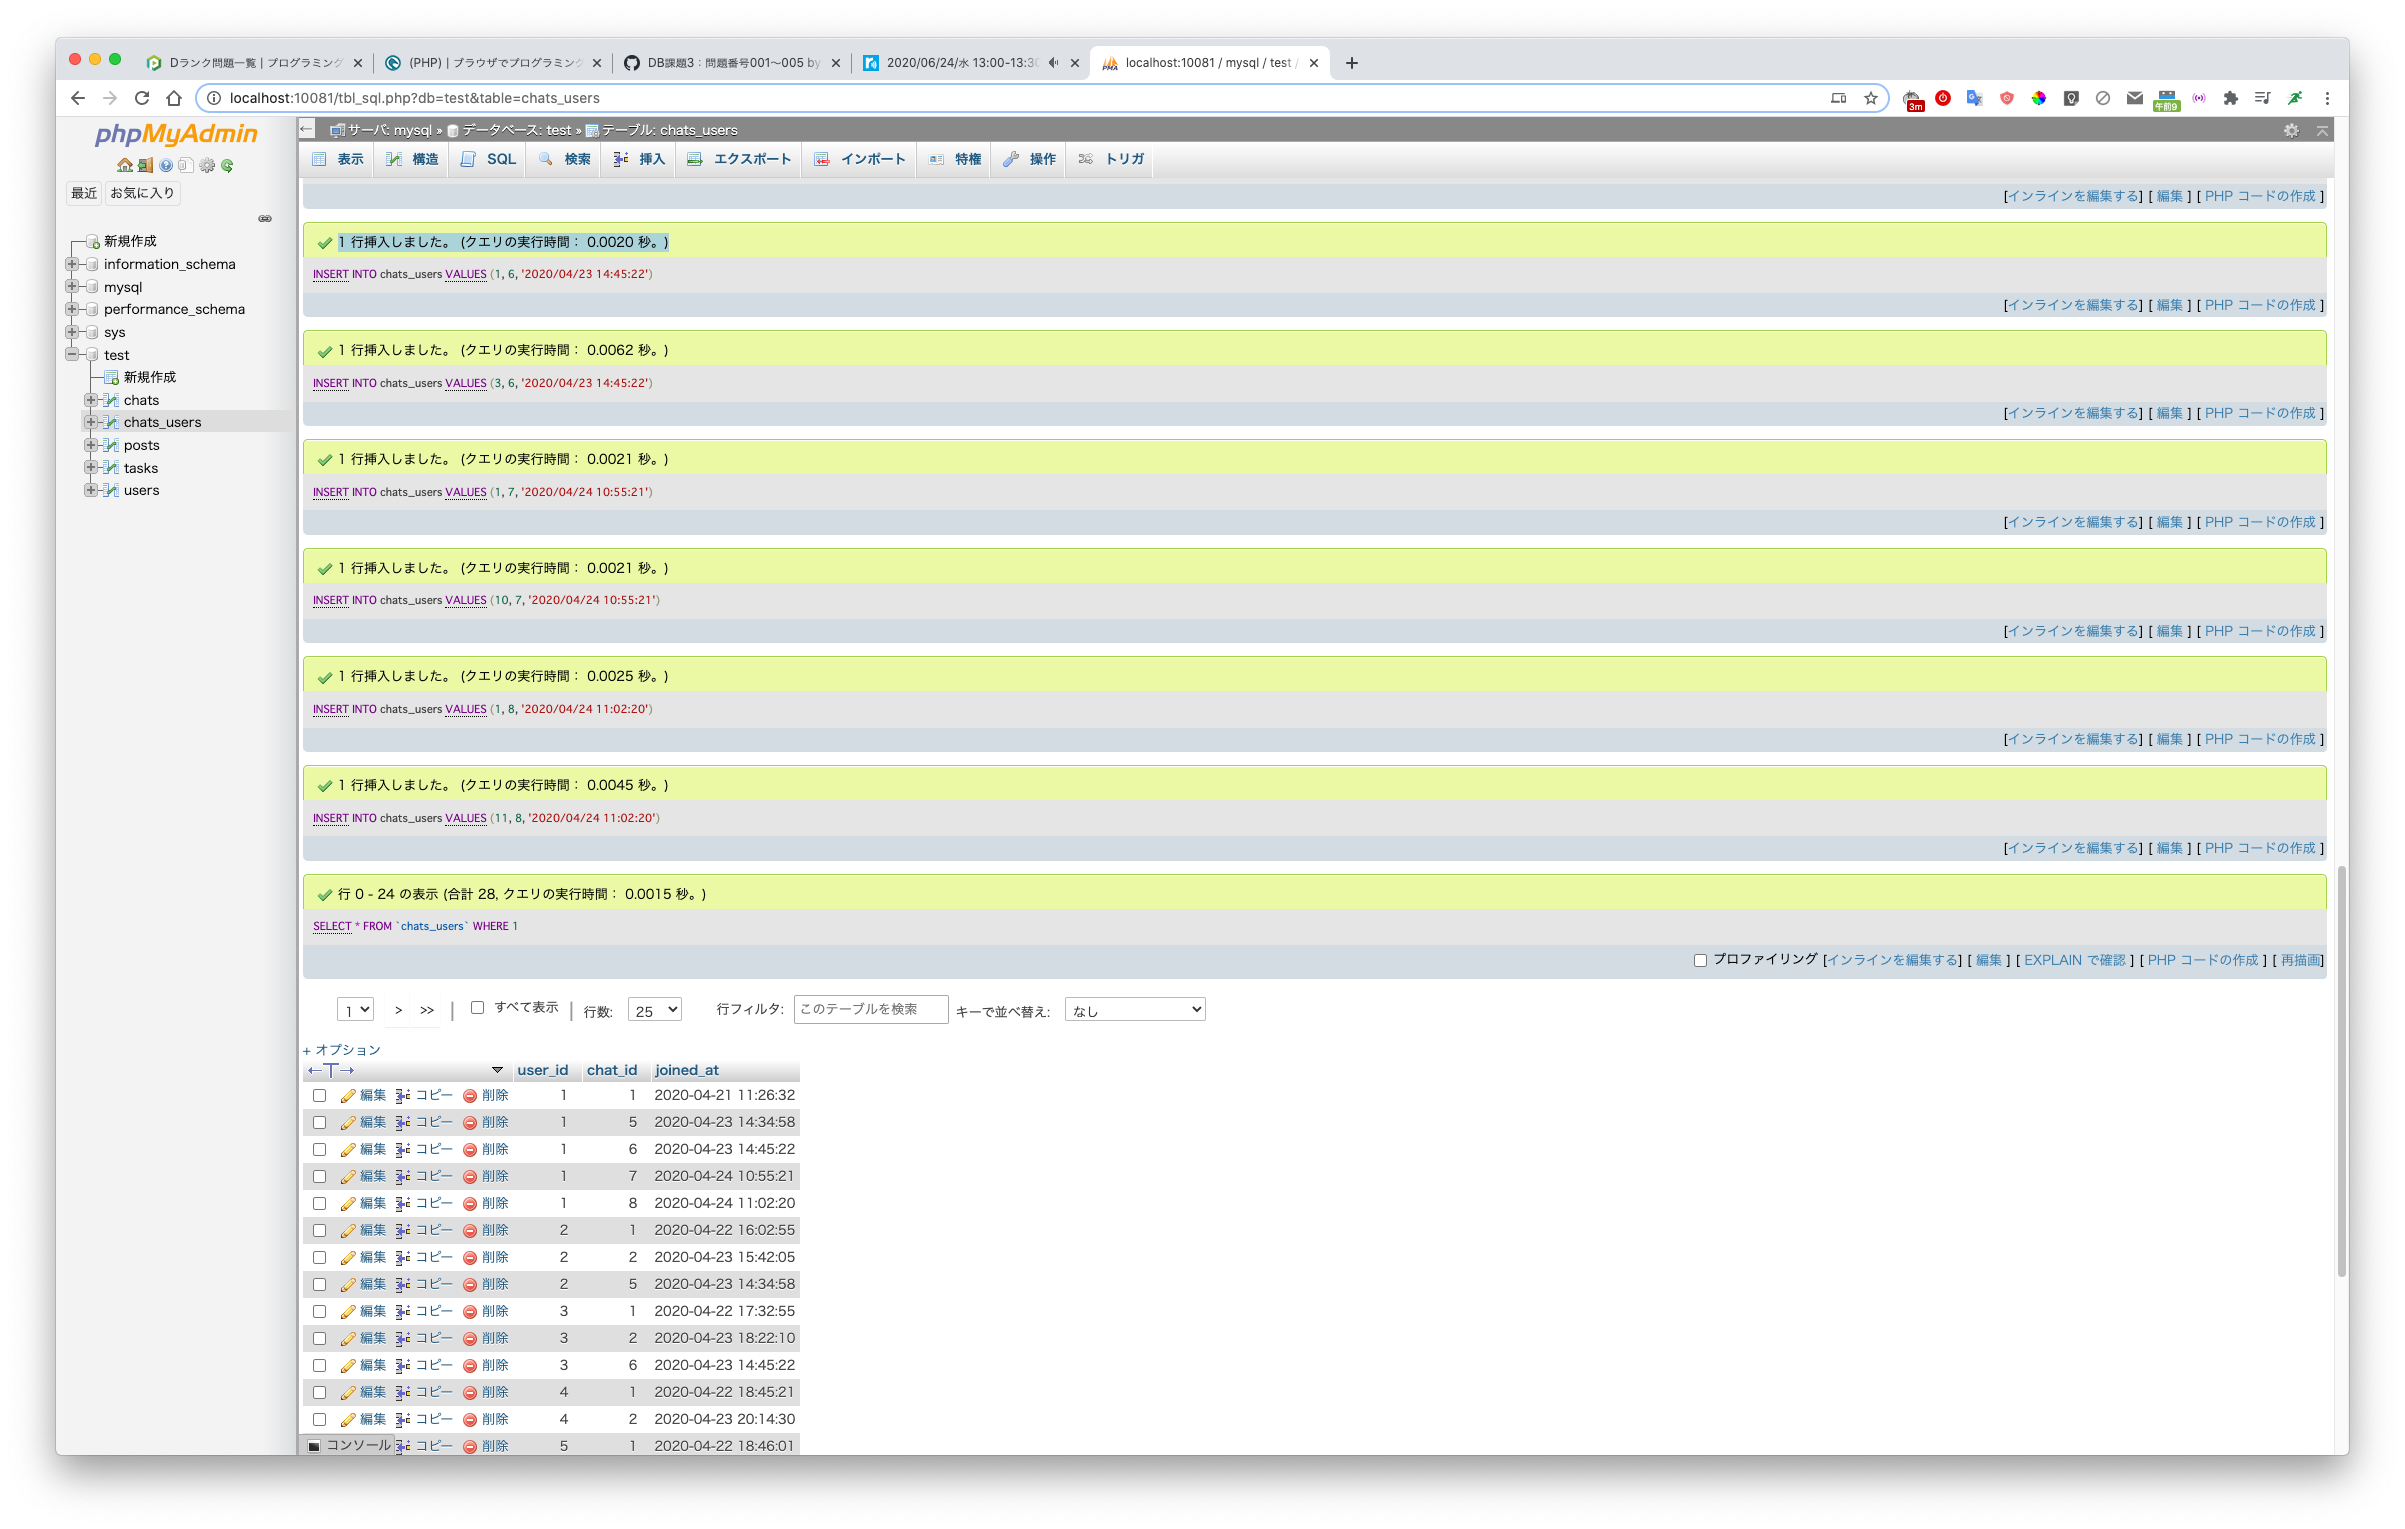 Dランク問題一覧 | プログラミング
(PHP) | ブラウザでプログラミング
DB課題3:問題番号001〜005 by
2020/06/24/水 13:00-13:30
localhost:10081 / mysql / test /
localhost:10081/tbl_sql.php?db=test&table=chats_users
3m
午前9
phpMyAdmin
最近 お気に入り
新規作成
information_schema
mysql
performance_schema
sys
test
新規作成
chats
chats_users
posts
tasks
users
サーバ: mysql » データベース: test » テーブル: chats_users
表示 構造 SQL 検索 挿入 エクスポート インポート 特権 操作 トリガ
[インラインを編集する] [ 編集 ] [ PHP コードの作成 ]
1 行挿入しました。 (クエリの実行時間: 0.0020 秒。)
INSERT INTO chats_users VALUES (1, 6, '2020/04/23 14:45:22')
[インラインを編集する] [ 編集 ] [ PHP コードの作成 ]
1 行挿入しました。 (クエリの実行時間: 0.0062 秒。)
INSERT INTO chats_users VALUES (3, 6, '2020/04/23 14:45:22')
[インラインを編集する] [ 編集 ] [ PHP コードの作成 ]
1 行挿入しました。 (クエリの実行時間: 0.0021 秒。)
INSERT INTO chats_users VALUES (1, 7, '2020/04/24 10:55:21')
[インラインを編集する] [ 編集 ] [ PHP コードの作成 ]
1 行挿入しました。 (クエリの実行時間: 0.0021 秒。)
INSERT INTO chats_users VALUES (10, 7, '2020/04/24 10:55:21')
[インラインを編集する] [ 編集 ] [ PHP コードの作成 ]
1 行挿入しました。 (クエリの実行時間: 0.0025 秒。)
INSERT INTO chats_users VALUES (1, 8, '2020/04/24 11:02:20')
[インラインを編集する] [ 編集 ] [ PHP コードの作成 ]
1 行挿入しました。 (クエリの実行時間: 0.0045 秒。)
INSERT INTO chats_users VALUES (11, 8, '2020/04/24 11:02:20')
[インラインを編集する] [ 編集 ] [ PHP コードの作成 ]
行 0 - 24 の表示 (合計 28, クエリの実行時間: 0.0015 秒。)
SELECT * FROM `chats_users` WHERE 1
プロファイリング [インラインを編集する] [ 編集 ] [ EXPLAIN で確認 ] [ PHP コードの作成 ] [ 再描画]
1 > >> | すべて表示 | 行数: 25 行フィルタ: このテーブルを検索 キーで並べ替え: なし
+ オプション
←T→ user_id chat_id joined_at
編集 コピー 削除 1 1 2020-04-21 11:26:32
編集 コピー 削除 1 5 2020-04-23 14:34:58
編集 コピー 削除 1 6 2020-04-23 14:45:22
編集 コピー 削除 1 7 2020-04-24 10:55:21
編集 コピー 削除 1 8 2020-04-24 11:02:20
編集 コピー 削除 2 1 2020-04-22 16:02:55
編集 コピー 削除 2 2 2020-04-23 15:42:05
編集 コピー 削除 2 5 2020-04-23 14:34:58
編集 コピー 削除 3 1 2020-04-22 17:32:55
編集 コピー 削除 3 2 2020-04-23 18:22:10
編集 コピー 削除 3 6 2020-04-23 14:45:22
編集 コピー 削除 4 1 2020-04-22 18:45:21
編集 コピー 削除 4 2 2020-04-23 20:14:30
コンソール コピー 削除 5 1 2020-04-22 18:46:01